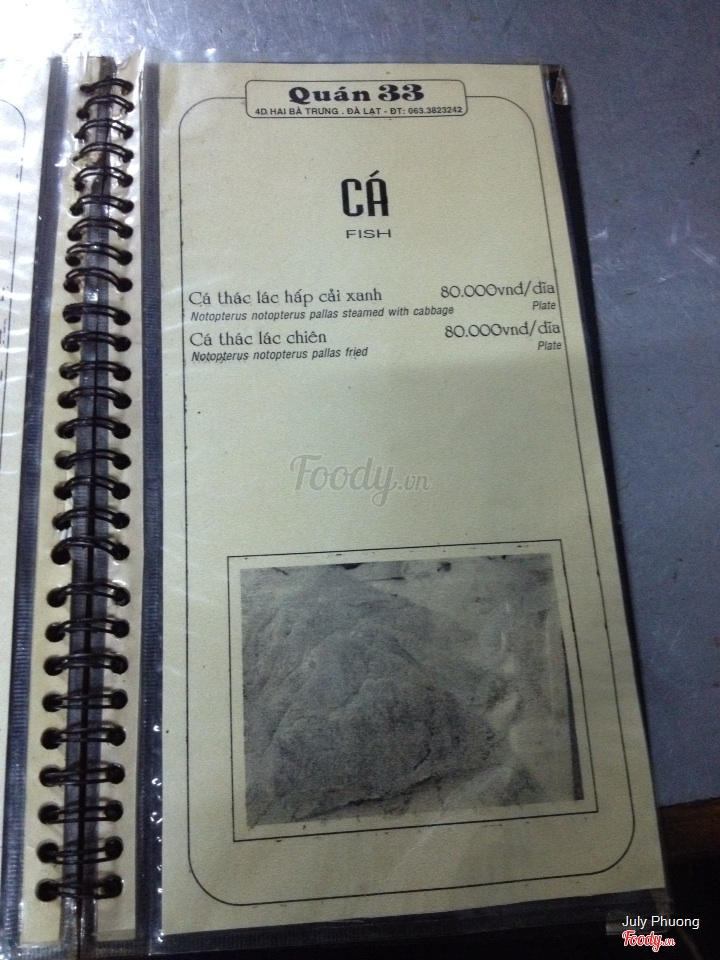 Quán 33
4D. HAI BÀ TRƯNG . ĐÀ LẠT - ĐT: 063.3823242
CÁ
FISH
Cá thác lác hấp cải xanh 80.000vnd/dĩa
Notopterus notopterus pallas steamed with cabbage Plate
Cá thác lác chiên 80.000vnd/dĩa
Notopterus notopterus pallas fried Plate
Foody.vn
July Phuong
Foody.vn